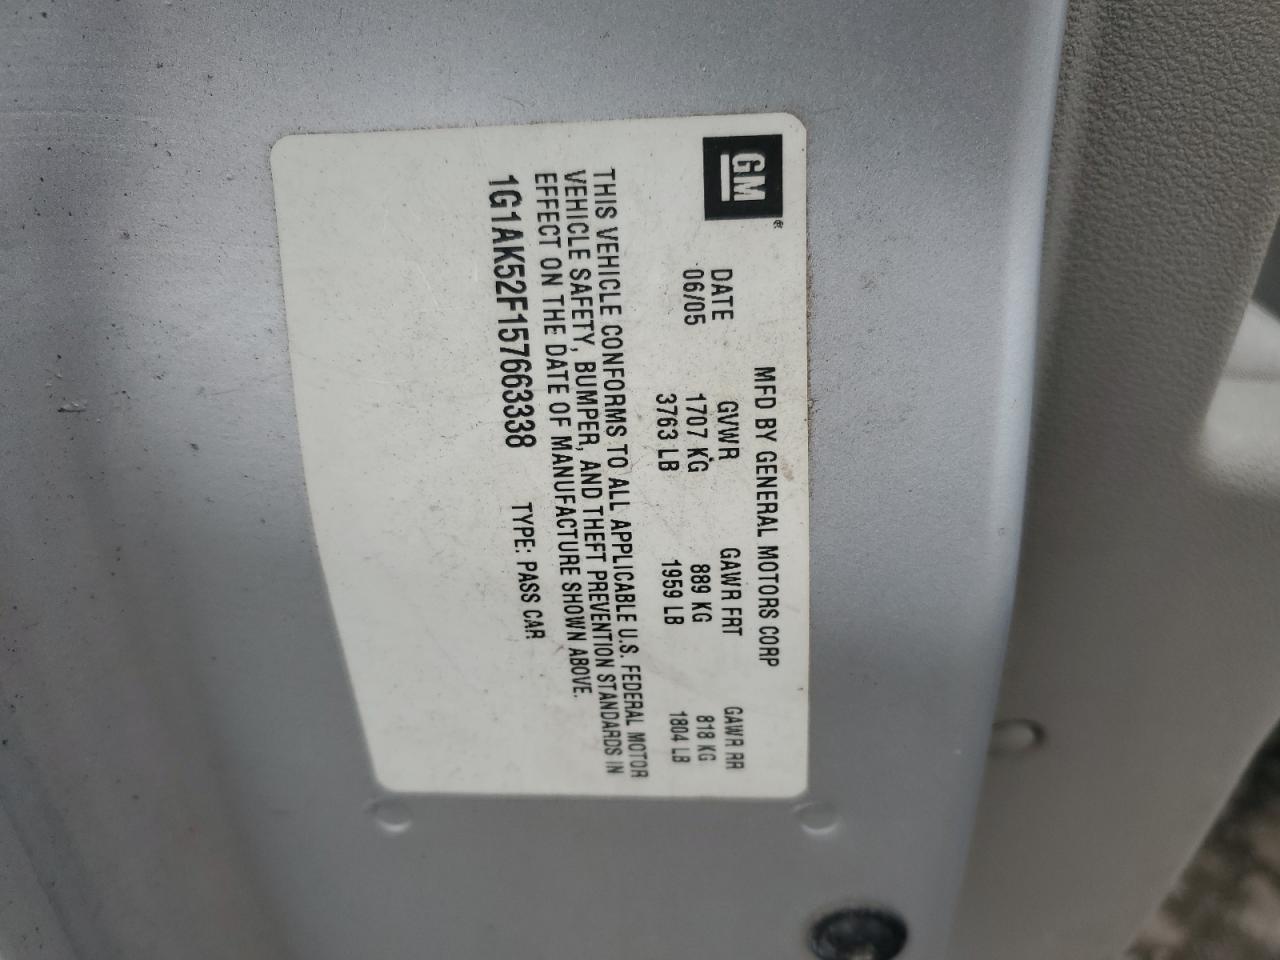 GM®
MFD BY GENERAL MOTORS CORP
DATE GVWR GAWR FRT GAWR RR
06/05 1707 KG 889 KG 818 KG
3763 LB 1959 LB 1804 LB
THIS VEHICLE CONFORMS TO ALL APPLICABLE U.S. FEDERAL MOTOR
VEHICLE SAFETY, BUMPER, AND THEFT PREVENTION STANDARDS IN
EFFECT ON THE DATE OF MANUFACTURE SHOWN ABOVE.
1G1AK52F157663338 TYPE: PASS CAR